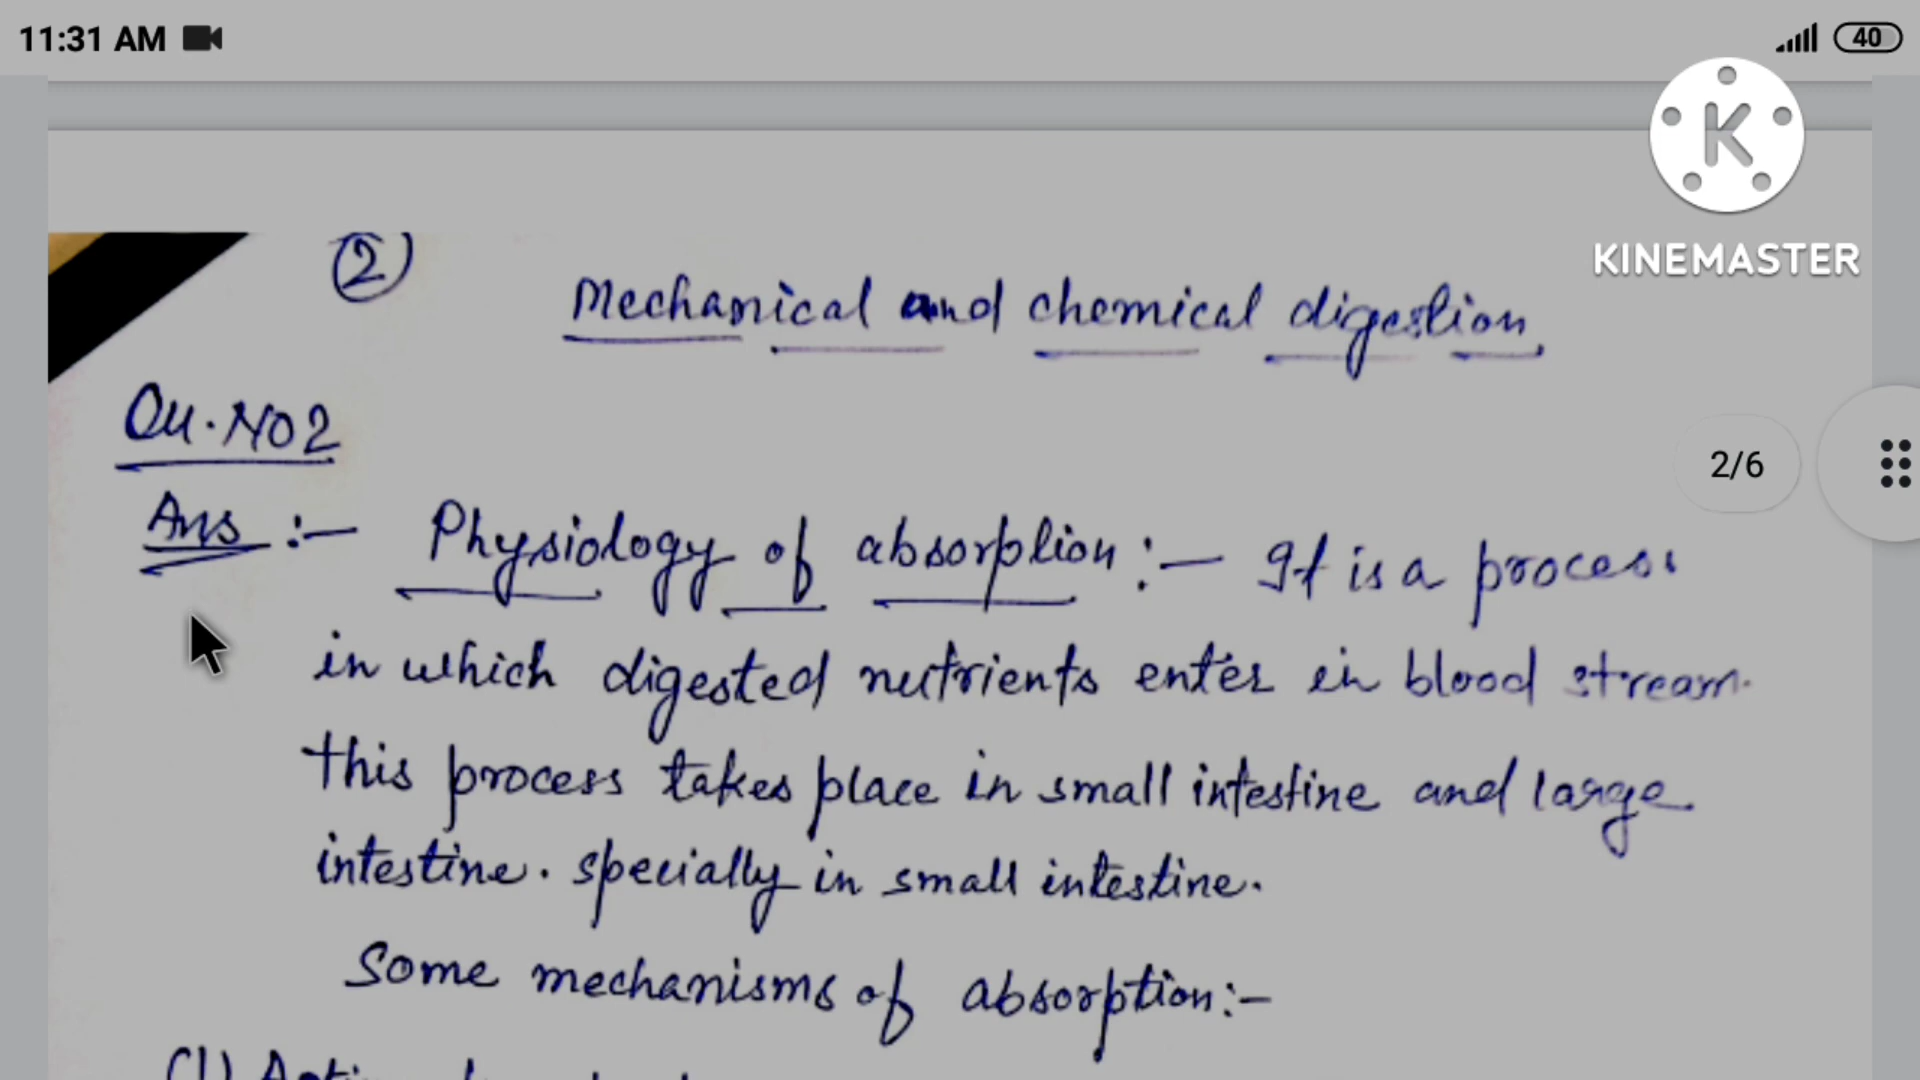 11:31 AM
40
KINEMASTER
②
Mechanical and chemical digestion
Qu.NO2
2/6
Ans :- Physiology of absorption :- It is a process
in which digested nutrients enter in blood stream.
this process takes place in small intestine and large
intestine. specially in small intestine.
Some mechanisms of absorption:-
(1)